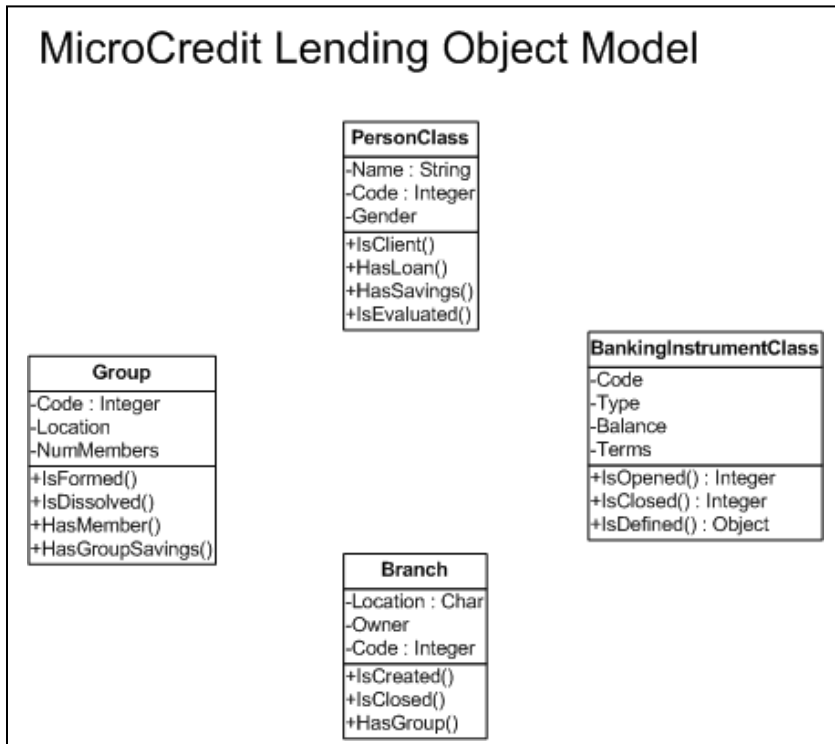 MicroCredit Lending Object Model
PersonClass
-Name : String
-Code : Integer
-Gender
+IsClient()
+HasLoan()
+HasSavings()
+IsEvaluated()
Group
-Code : Integer
-Location
-NumMembers
+IsFormed()
+IsDissolved()
+HasMember()
+HasGroupSavings()
BankingInstrumentClass
-Code
-Type
-Balance
-Terms
+IsOpened() : Integer
+IsClosed() : Integer
+IsDefined() : Object
Branch
-Location : Char
-Owner
-Code : Integer
+IsCreated()
+IsClosed()
+HasGroup()